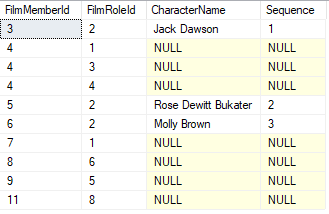 FilmMemberId FilmRoleId CharacterName Sequence
3 2 Jack Dawson 1
4 1 NULL NULL
4 3 NULL NULL
4 4 NULL NULL
5 2 Rose Dewitt Bukater 2
6 2 Molly Brown 3
7 1 NULL NULL
8 6 NULL NULL
9 5 NULL NULL
11 8 NULL NULL